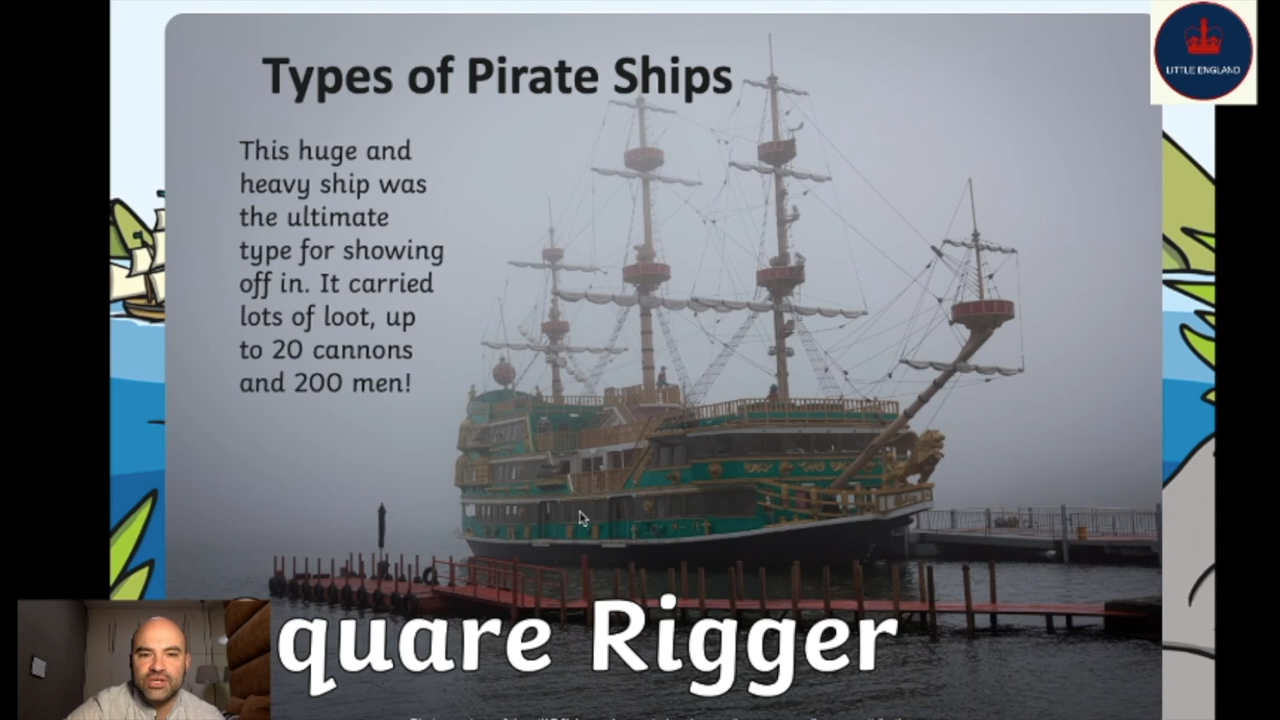 Types of Pirate Ships
LITTLE ENGLAND
This huge and
heavy ship was
the ultimate
type for showing
off in. It carried
lots of loot, up
to 20 cannons
and 200 men!
quare Rigger